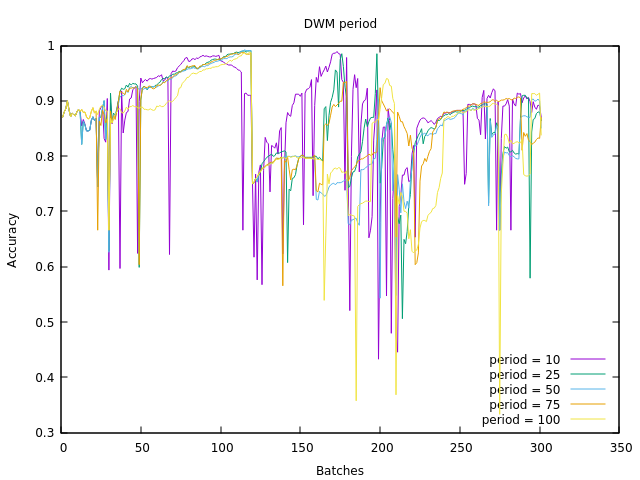 DWM period
1
0.9
0.8
0.7
0.6
0.5
0.4
0.3
Accuracy
period = 10
period = 25
period = 50
period = 75
period = 100
0 50 100 150 200 250 300 350
Batches